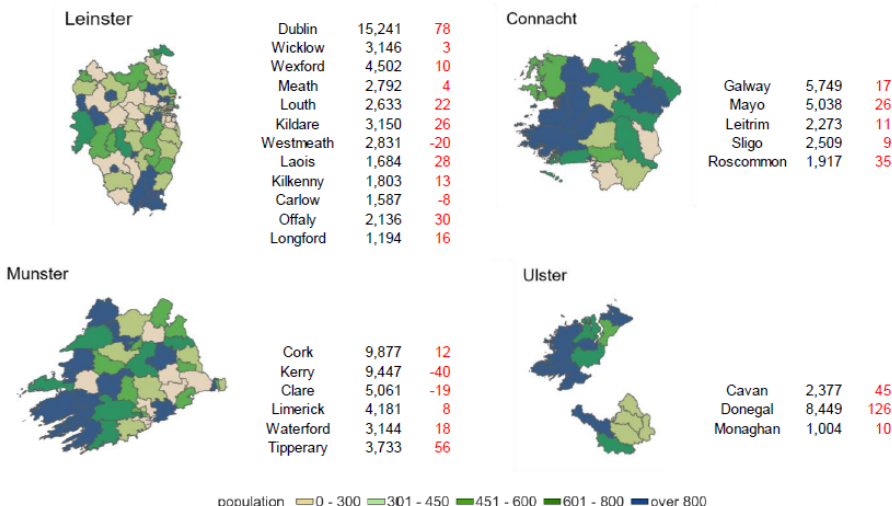 Leinster
Dublin 15,241 78
Wicklow 3,146 3
Wexford 4,502 10
Meath 2,792 4
Louth 2,633 22
Kildare 3,150 26
Westmeath 2,831 -20
Laois 1,684 28
Kilkenny 1,803 13
Carlow 1,587 -8
Offaly 2,136 30
Longford 1,194 16
Connacht
Galway 5,749 17
Mayo 5,038 26
Leitrim 2,273 11
Sligo 2,509 9
Roscommon 1,917 35
Munster
Cork 9,877 12
Kerry 9,447 -40
Clare 5,061 -19
Limerick 4,181 8
Waterford 3,144 18
Tipperary 3,733 56
Ulster
Cavan 2,377 45
Donegal 8,449 126
Monaghan 1,004 10
population 0 - 300 301 - 450 451 - 600 601 - 800 over 800